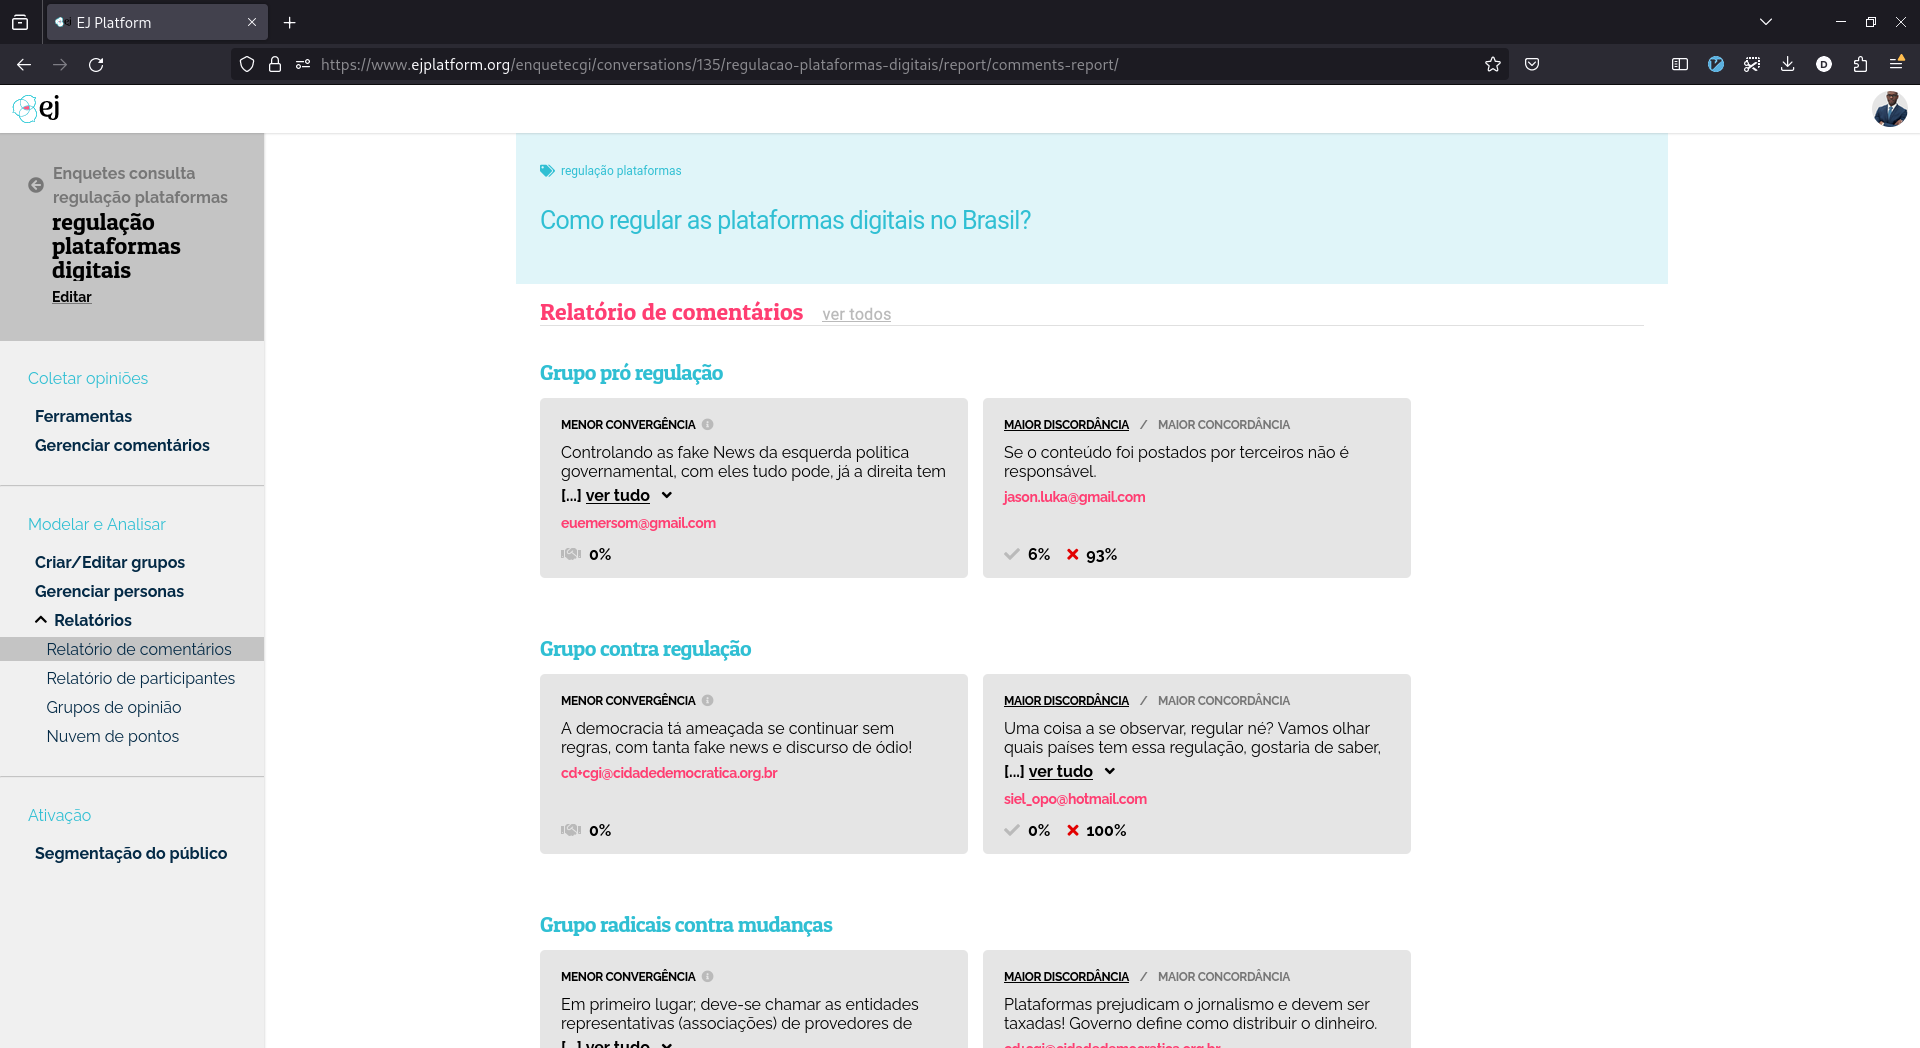 EJ Platform
https://www.ejplatform.org/enquetecgi/conversations/135/regulacao-plataformas-digitais/report/comments-report/
D
ej
Enquetes consulta
regulação plataformas
regulação
plataformas
digitais
Editar
Coletar opiniões
Ferramentas
Gerenciar comentários
Modelar e Analisar
Criar/Editar grupos
Gerenciar personas
Relatórios
Relatório de comentários
Relatório de participantes
Grupos de opinião
Nuvem de pontos
Ativação
Segmentação do público
regulação plataformas
Como regular as plataformas digitais no Brasil?
Relatório de comentários ver todos
Grupo pró regulação
MENOR CONVERGÊNCIA
Controlando as fake News da esquerda politica
governamental, com eles tudo pode, já a direita tem
[...] ver tudo
euemersom@gmail.com
0%
MAIOR DISCORDÂNCIA / MAIOR CONCORDÂNCIA
Se o conteúdo foi postados por terceiros não é
responsável.
jason.luka@gmail.com
6% 93%
Grupo contra regulação
MENOR CONVERGÊNCIA
A democracia tá ameaçada se continuar sem
regras, com tanta fake news e discurso de ódio!
cd+cgi@cidadedemocratica.org.br
0%
MAIOR DISCORDÂNCIA / MAIOR CONCORDÂNCIA
Uma coisa a se observar, regular né? Vamos olhar
quais países tem essa regulação, gostaria de saber,
[...] ver tudo
siel_opo@hotmail.com
0% 100%
Grupo radicais contra mudanças
MENOR CONVERGÊNCIA
Em primeiro lugar; deve-se chamar as entidades
representativas (associações) de provedores de
[...] ver tudo
MAIOR DISCORDÂNCIA / MAIOR CONCORDÂNCIA
Plataformas prejudicam o jornalismo e devem ser
taxadas! Governo define como distribuir o dinheiro.
cd+cgi@cidadedemocratica.org.br